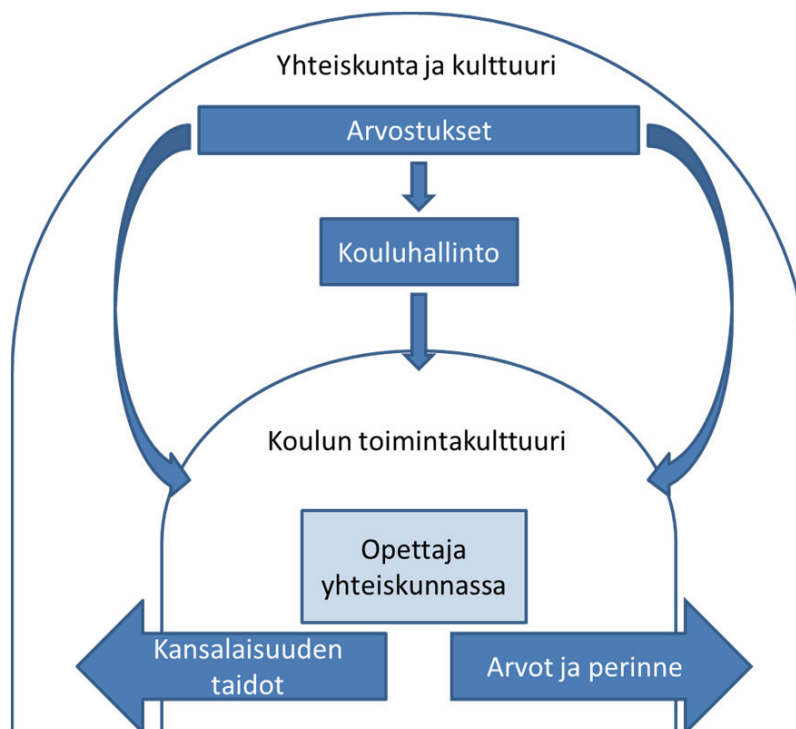 Yhteiskunta ja kulttuuri
Arvostukset
Kouluhallinto
Koulun toimintakulttuuri
Opettaja
yhteiskunnassa
Kansalaisuuden
taidot
Arvot ja perinne